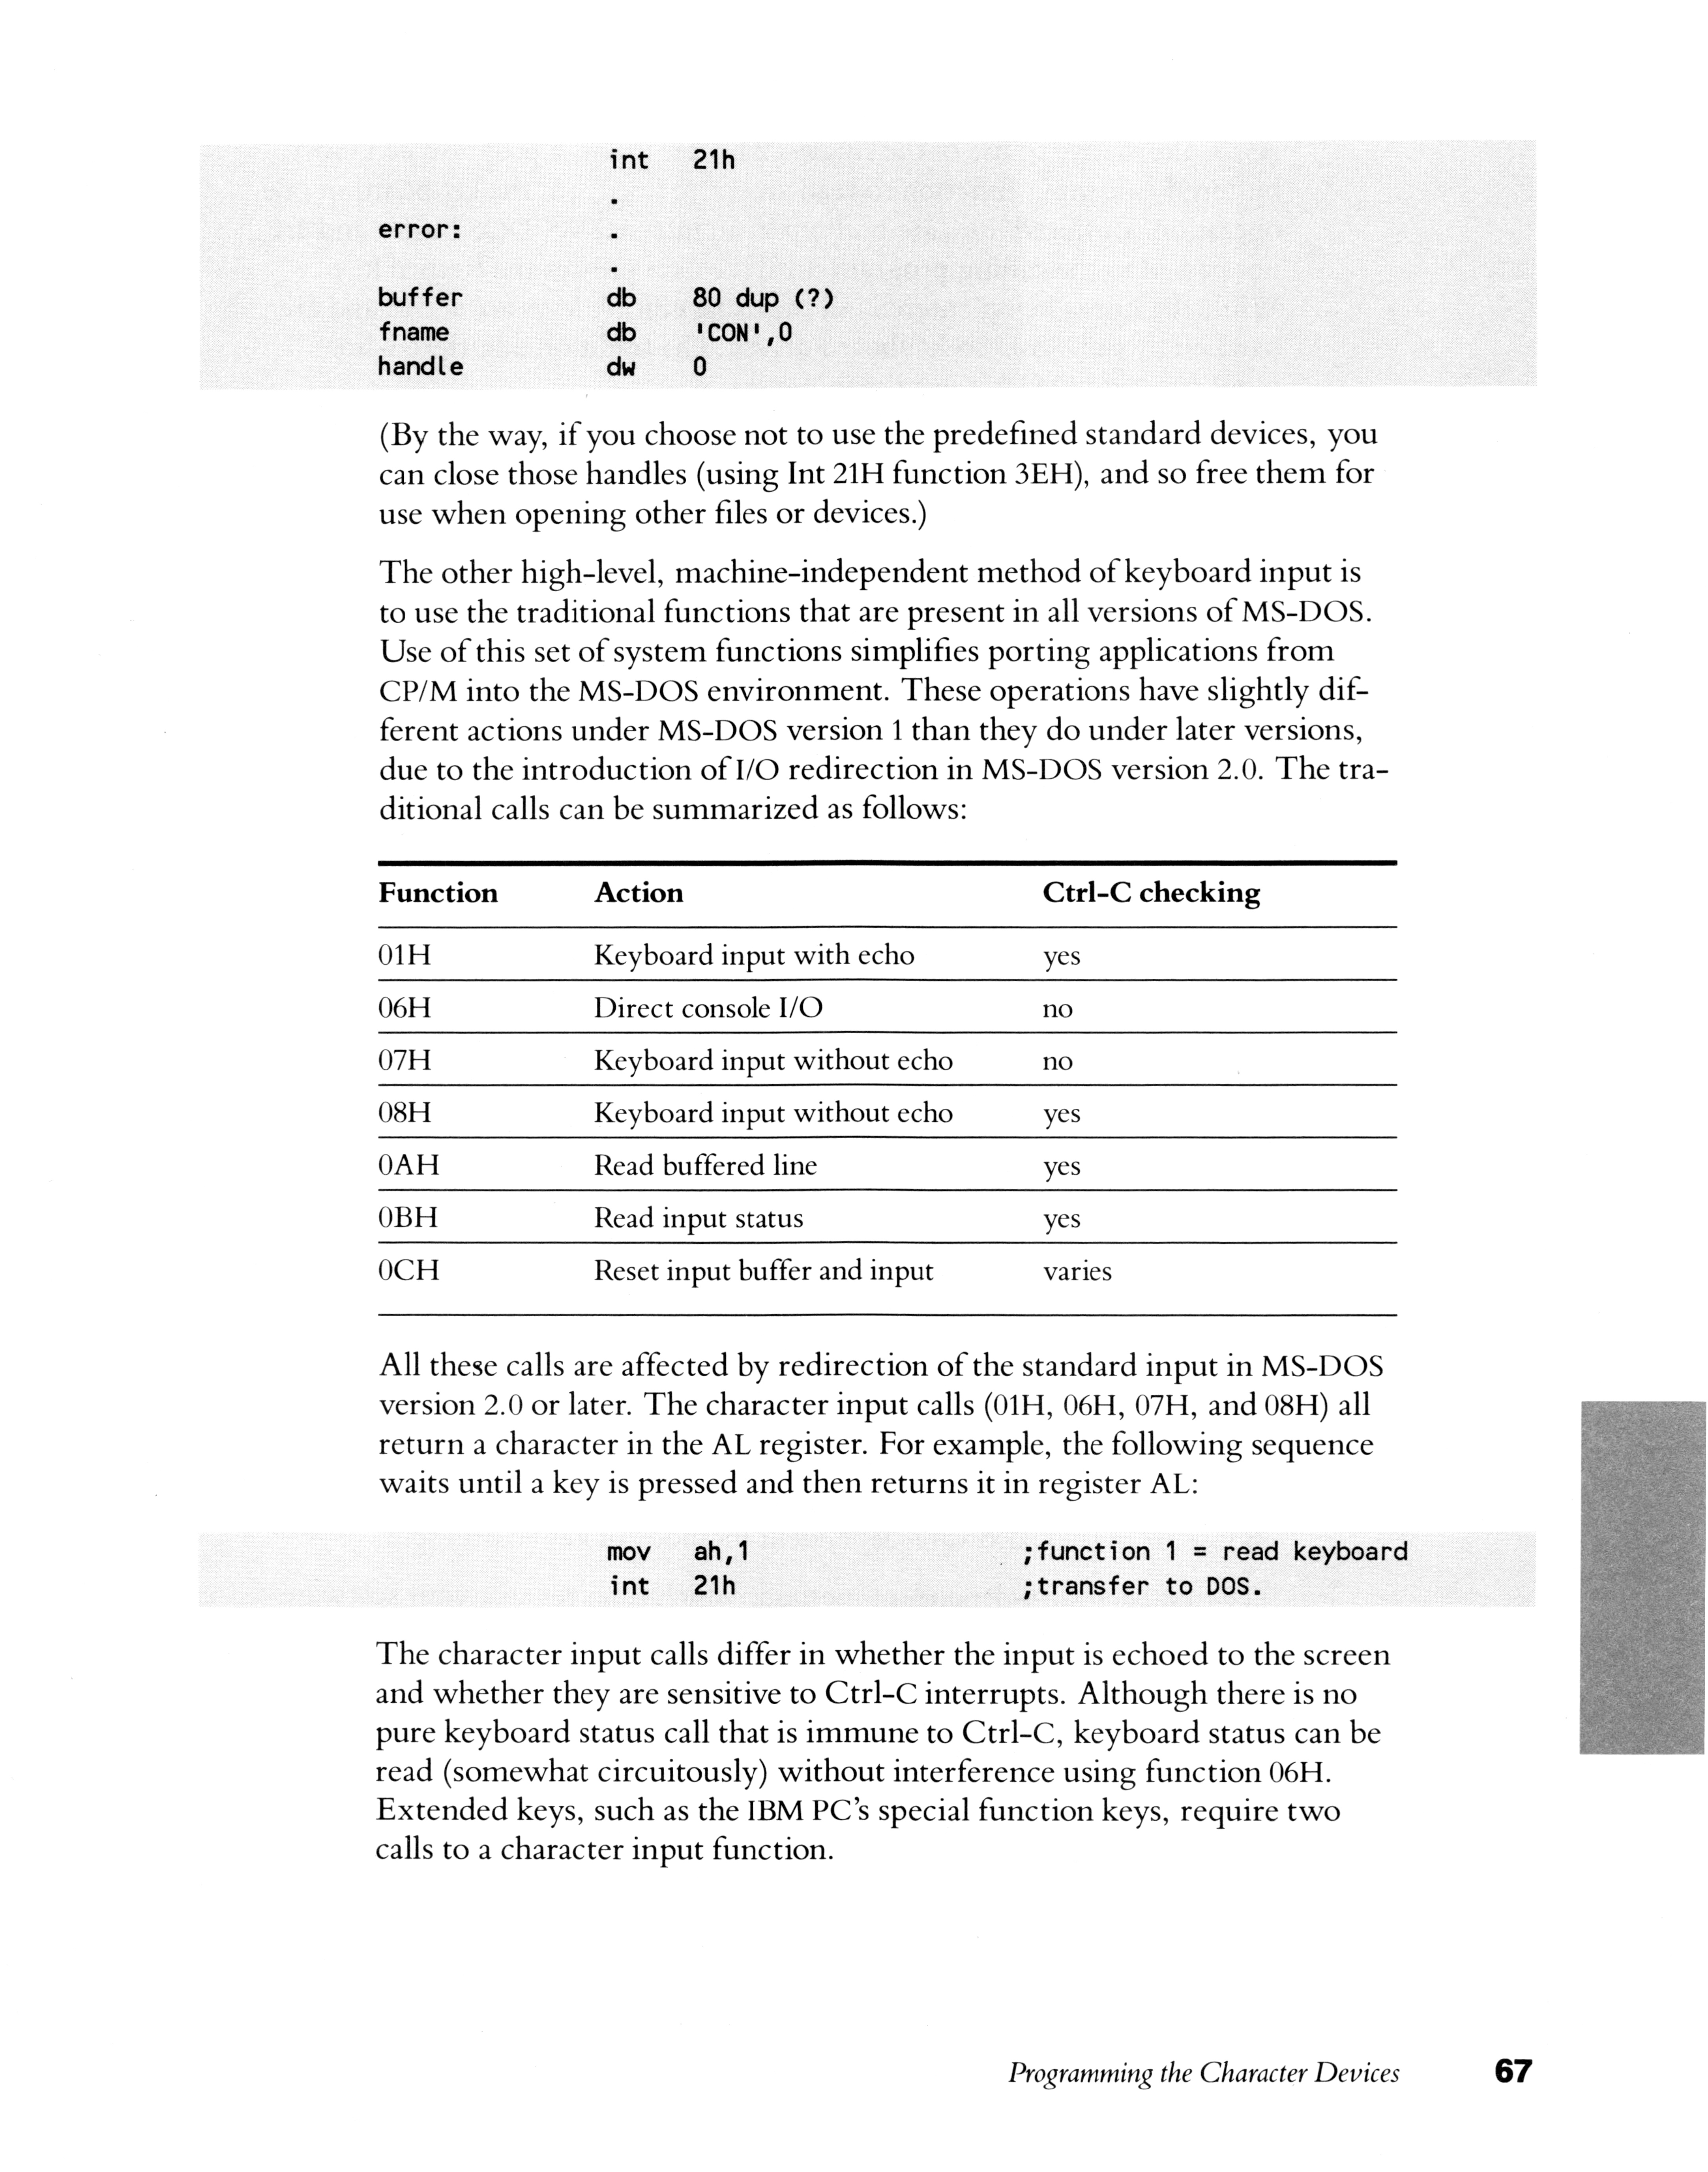 int 21h
.
error: .
.
buffer db 80 dup (?)
fname db 'CON',0
handle dw 0
(By the way, if you choose not to use the predefined standard devices, you
can close those handles (using Int 21H function 3EH), and so free them for
use when opening other files or devices.)
The other high-level, machine-independent method of keyboard input is
to use the traditional functions that are present in all versions of MS-DOS.
Use of this set of system functions simplifies porting applications from
CP/M into the MS-DOS environment. These operations have slightly dif-
ferent actions under MS-DOS version 1 than they do under later versions,
due to the introduction of I/O redirection in MS-DOS version 2.0. The tra-
ditional calls can be summarized as follows:
Function Action Ctrl-C checking
01H Keyboard input with echo yes
06H Direct console I/O no
07H Keyboard input without echo no
08H Keyboard input without echo yes
0AH Read buffered line yes
0BH Read input status yes
0CH Reset input buffer and input varies
All these calls are affected by redirection of the standard input in MS-DOS
version 2.0 or later. The character input calls (01H, 06H, 07H, and 08H) all
return a character in the AL register. For example, the following sequence
waits until a key is pressed and then returns it in register AL:
mov ah,1 ;function 1 = read keyboard
int 21h ;transfer to DOS.
The character input calls differ in whether the input is echoed to the screen
and whether they are sensitive to Ctrl-C interrupts. Although there is no
pure keyboard status call that is immune to Ctrl-C, keyboard status can be
read (somewhat circuitously) without interference using function 06H.
Extended keys, such as the IBM PC's special function keys, require two
calls to a character input function.
Programming the Character Devices 67